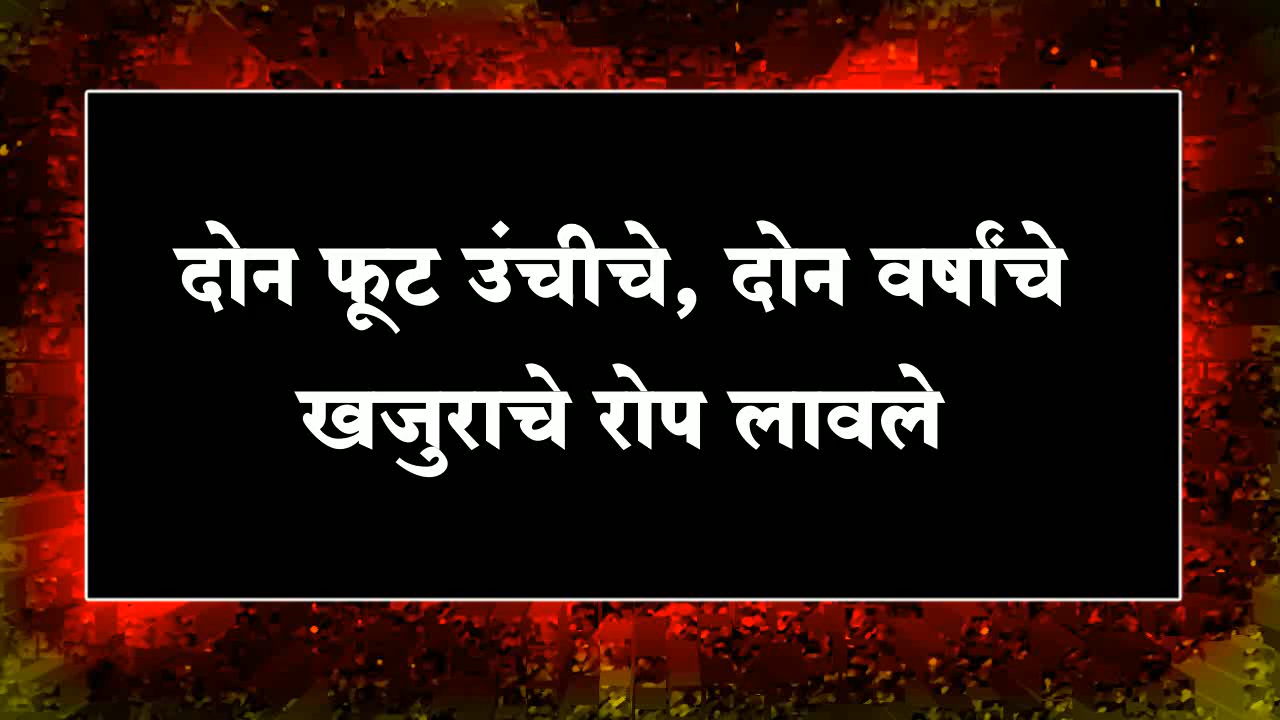 दोन फूट उंचीचे, दोन वर्षांचे
खजुराचे रोप लावले